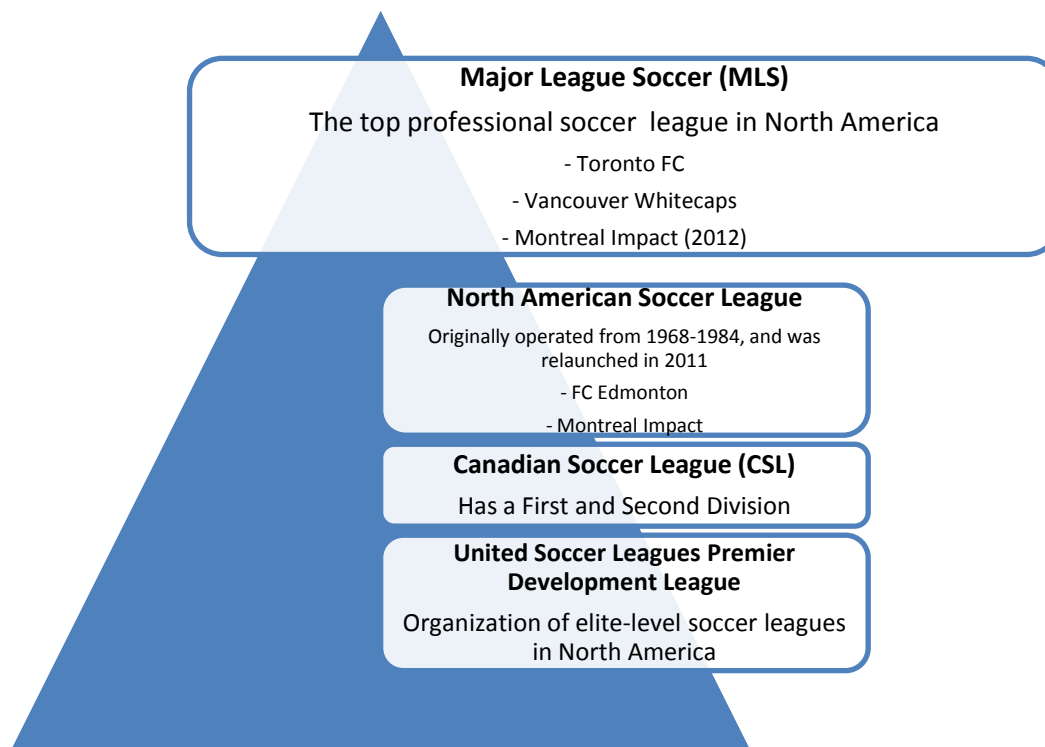 Major League Soccer (MLS)
The top professional soccer league in North America
- Toronto FC
- Vancouver Whitecaps
- Montreal Impact (2012)
North American Soccer League
Originally operated from 1968-1984, and was
relaunched in 2011
- FC Edmonton
- Montreal Impact
Canadian Soccer League (CSL)
Has a First and Second Division
United Soccer Leagues Premier
Development League
Organization of elite-level soccer leagues
in North America